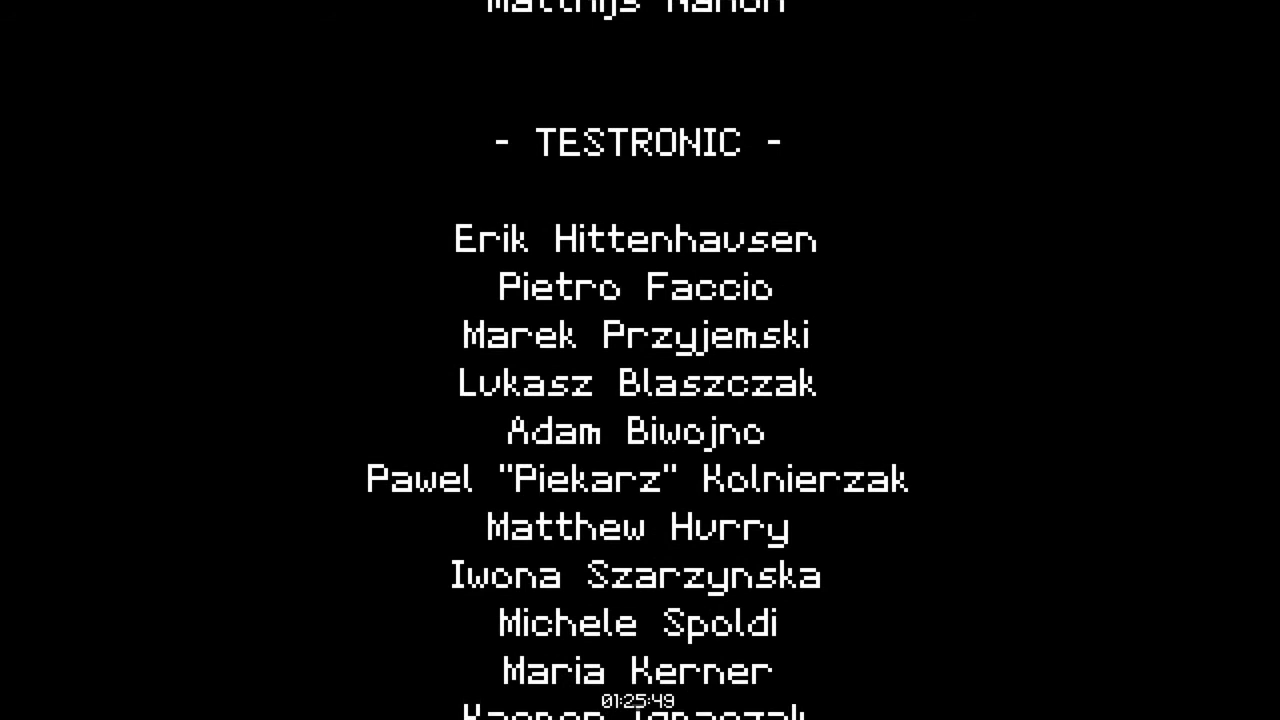 - TESTRONIC -
Erik Hittenhausen
Pietro Faccio
Marek Przyjemski
Lukasz Blaszczak
Adam Biwojno
Pawel "Piekarz" Kolnierzak
Matthew Hurry
Iwona Szarzynska
Michele Spoldi
Maria Kerner
01:25:49